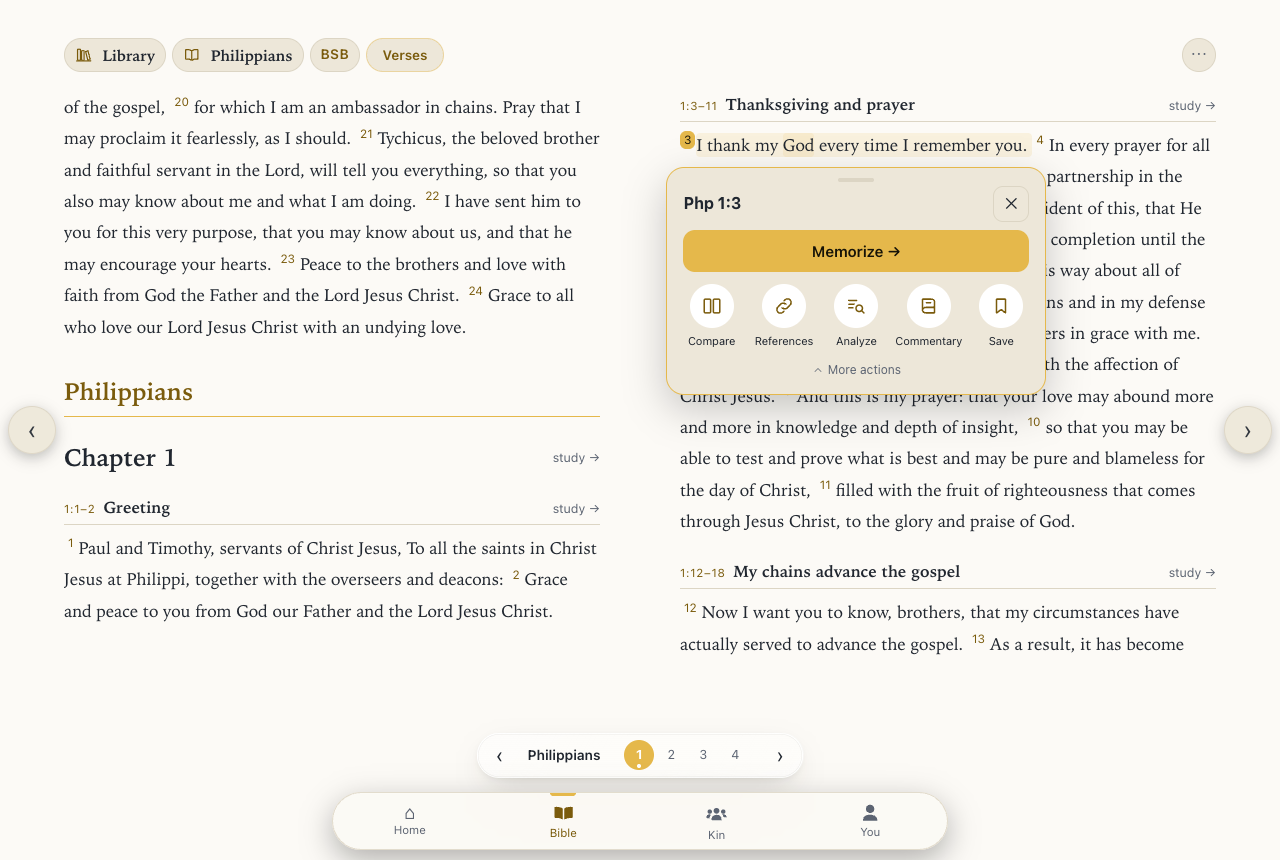 Library
Philippians
BSB
Verses
···
of the gospel, 20 for which I am an ambassador in chains. Pray that I
may proclaim it fearlessly, as I should. 21 Tychicus, the beloved brother
and faithful servant in the Lord, will tell you everything, so that you
also may know about me and what I am doing. 22 I have sent him to
you for this very purpose, that you may know about us, and that he
may encourage your hearts. 23 Peace to the brothers and love with
faith from God the Father and the Lord Jesus Christ. 24 Grace to all
who love our Lord Jesus Christ with an undying love.
Philippians
Chapter 1 study →
1:1–2 Greeting study →
1 Paul and Timothy, servants of Christ Jesus, To all the saints in Christ
Jesus at Philippi, together with the overseers and deacons: 2 Grace
and peace to you from God our Father and the Lord Jesus Christ.
1:3–11 Thanksgiving and prayer study →
3 I thank my God every time I remember you. 4 In every prayer for all
partnership in the
ident of this, that He
completion until the
s way about all of
ns and in my defense
ers in grace with me.
th the affection of
Christ Jesus. And this is my prayer: that your love may abound more
and more in knowledge and depth of insight, 10 so that you may be
able to test and prove what is best and may be pure and blameless for
the day of Christ, 11 filled with the fruit of righteousness that comes
through Jesus Christ, to the glory and praise of God.
1:12–18 My chains advance the gospel study →
12 Now I want you to know, brothers, that my circumstances have
actually served to advance the gospel. 13 As a result, it has become
Php 1:3
Memorize →
Compare
References
Analyze
Commentary
Save
More actions
‹ Philippians 1 2 3 4 ›
Home
Bible
Kin
You